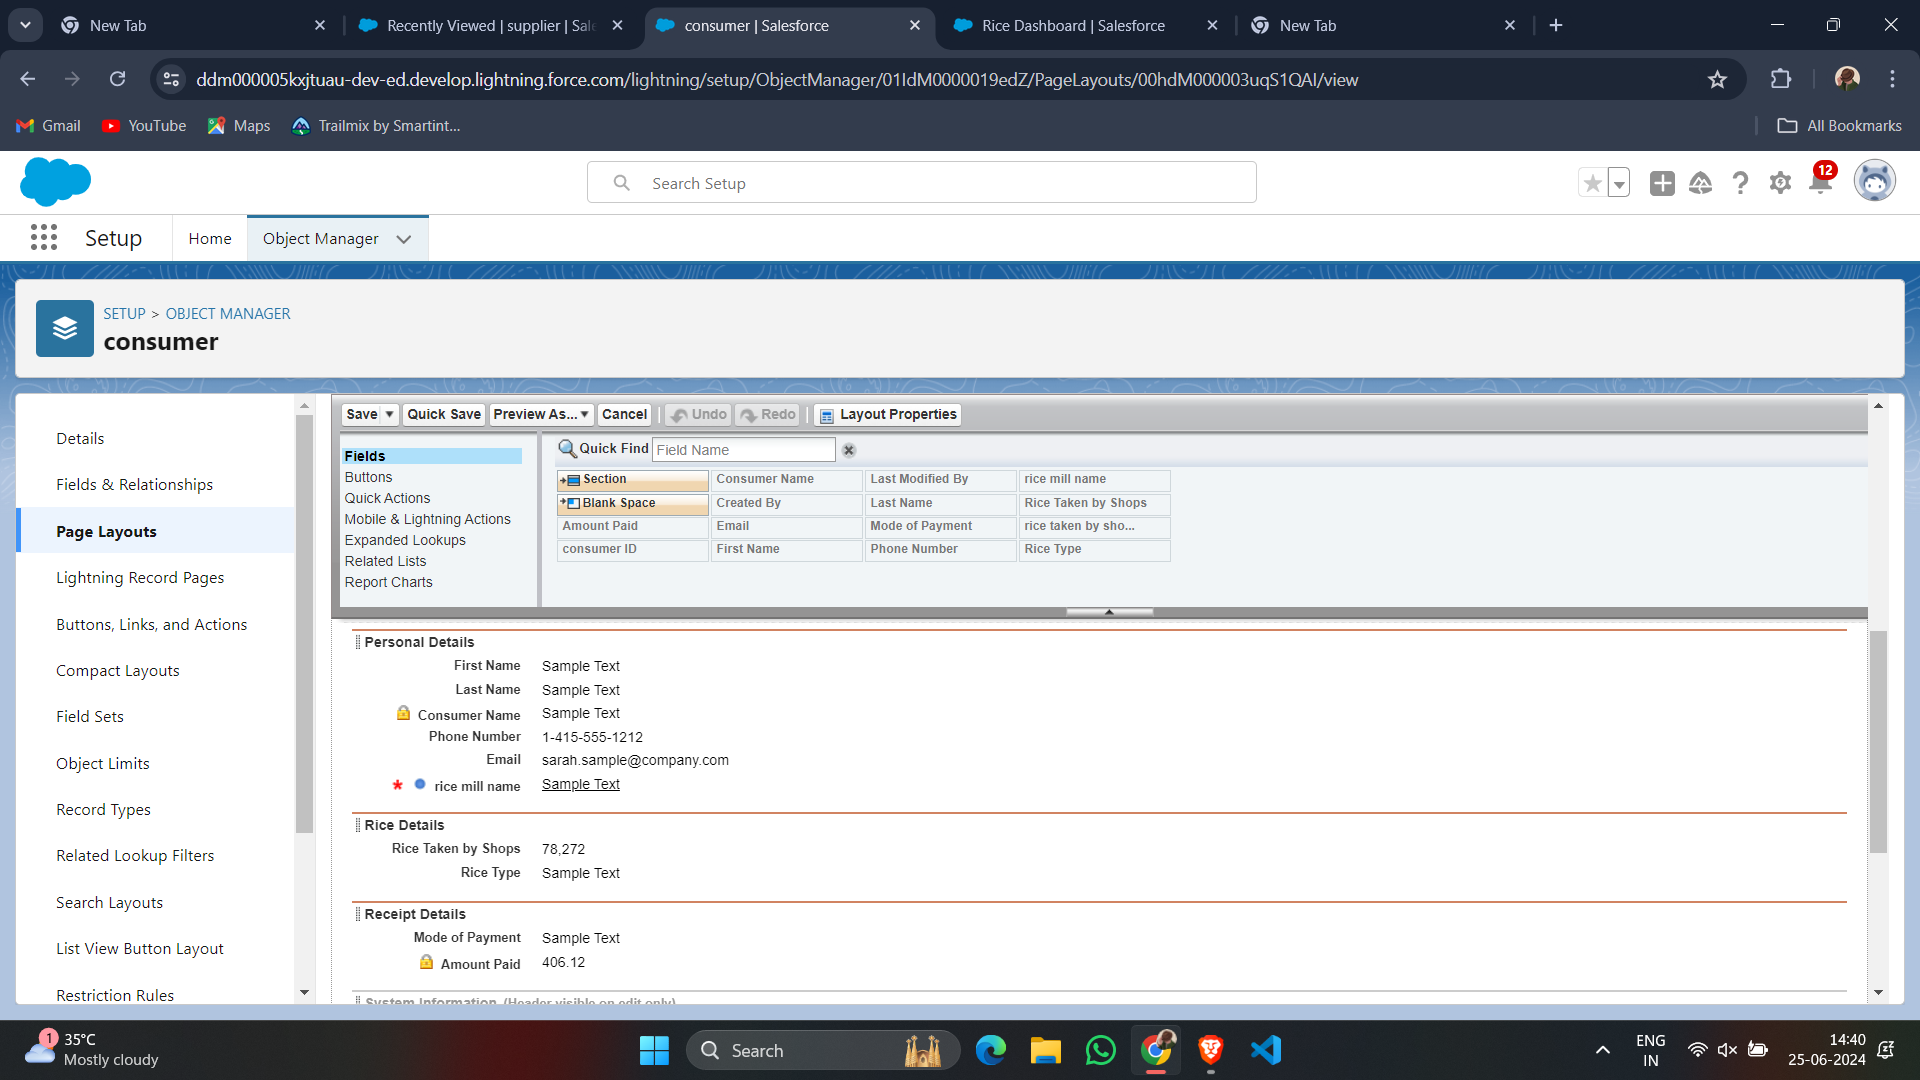 New Tab
Recently Viewed | supplier | Sale
consumer | Salesforce
Rice Dashboard | Salesforce
New Tab
ddm000005kxjtuau-dev-ed.develop.lightning.force.com/lightning/setup/ObjectManager/01IdM0000019edZ/PageLayouts/00hdM000003uqS1QAI/view
Gmail
YouTube
Maps
Trailmix by Smartint...
All Bookmarks
Search Setup
12
Setup
Home
Object Manager
SETUP > OBJECT MANAGER
consumer
Details
Fields & Relationships
Page Layouts
Lightning Record Pages
Buttons, Links, and Actions
Compact Layouts
Field Sets
Object Limits
Record Types
Related Lookup Filters
Search Layouts
List View Button Layout
Restriction Rules
Save
Quick Save
Preview As...
Cancel
Undo
Redo
Layout Properties
Fields
Buttons
Quick Actions
Mobile & Lightning Actions
Expanded Lookups
Related Lists
Report Charts
Quick Find Field Name
Section Consumer Name Last Modified By rice mill name
Blank Space Created By Last Name Rice Taken by Shops
Amount Paid Email Mode of Payment rice taken by sho...
consumer ID First Name Phone Number Rice Type
Personal Details
First Name Sample Text
Last Name Sample Text
Consumer Name Sample Text
Phone Number 1-415-555-1212
Email sarah.sample@company.com
* rice mill name Sample Text
Rice Details
Rice Taken by Shops 78,272
Rice Type Sample Text
Receipt Details
Mode of Payment Sample Text
Amount Paid 406.12
System Information (Header visible on edit only)
1
35°C
Mostly cloudy
Search
ENG
IN
14:40
25-06-2024